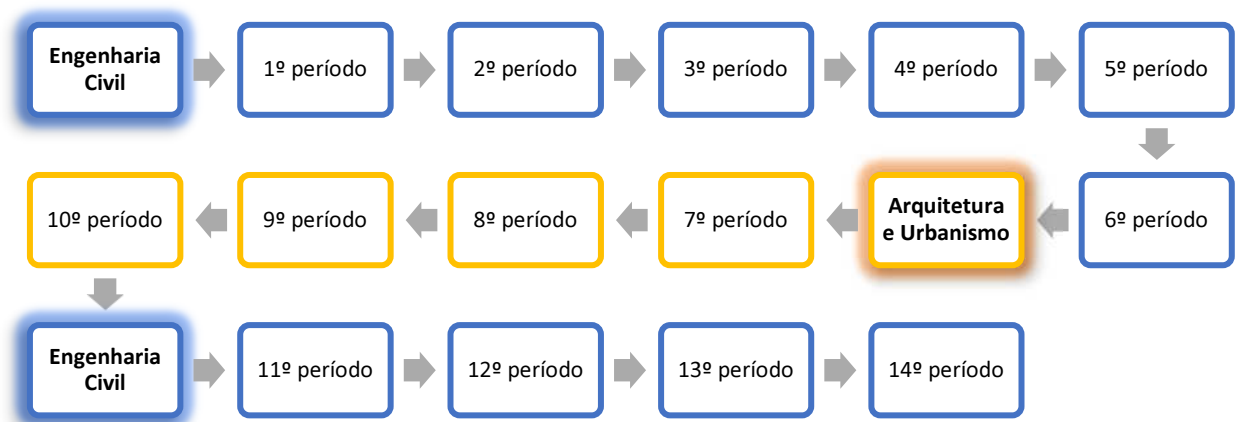 Engenharia
Civil
1º período
2º período
3º período
4º período
5º período
6º período
Arquitetura
e Urbanismo
7º período
8º período
9º período
10º período
Engenharia
Civil
11º período
12º período
13º período
14º período